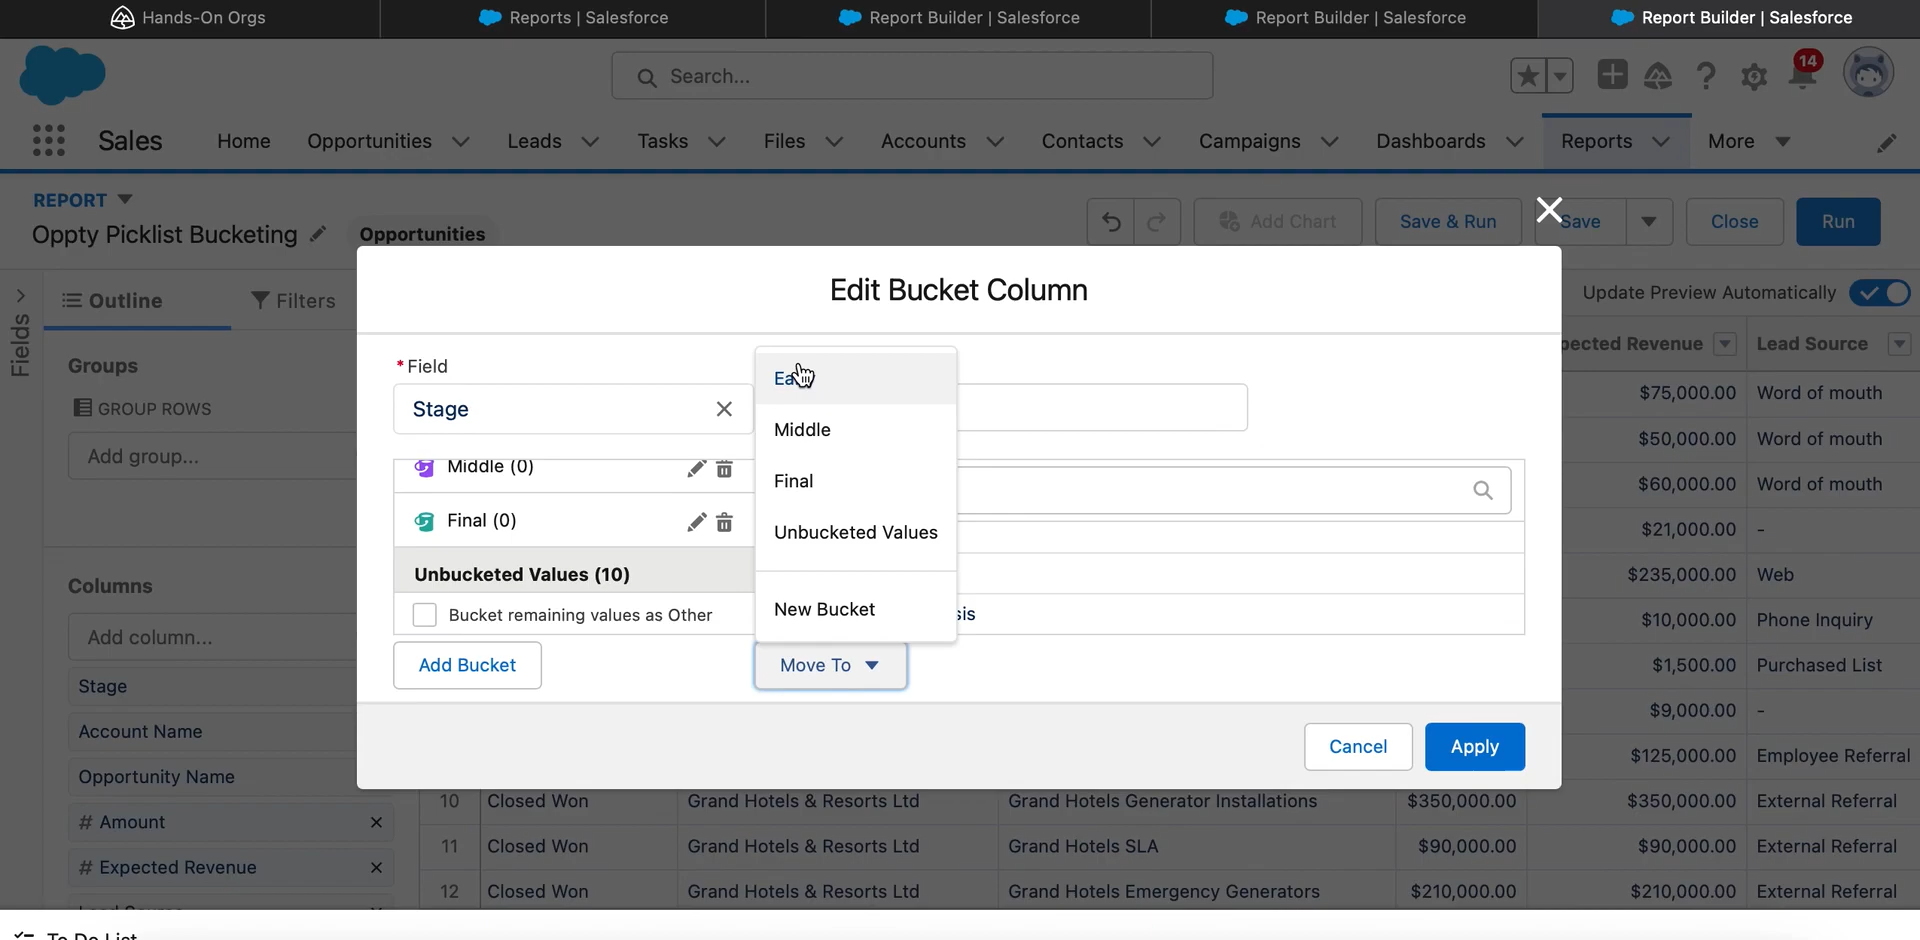 Hands-On Orgs
Reports | Salesforce
Report Builder | Salesforce
Report Builder | Salesforce
Report Builder | Salesforce
Search...
14
Sales
Home
Opportunities
Leads
Tasks
Files
Accounts
Contacts
Campaigns
Dashboards
Reports
More
REPORT
Oppty Picklist Bucketing
Opportunities
Add Chart
Save & Run
Save
Close
Run
Fields
Outline
Filters
Update Preview Automatically
Groups
GROUP ROWS
Add group...
Columns
Add column...
Stage
Account Name
Opportunity Name
# Amount
# Expected Revenue
Edit Bucket Column
* Field
Stage
Middle (0)
Final (0)
Unbucketed Values (10)
Bucket remaining values as Other
Add Bucket
Middle
Final
Unbucketed Values
New Bucket
sis
Move To
Cancel
Apply
pected Revenue Lead Source
$75,000.00 Word of mouth
$50,000.00 Word of mouth
$60,000.00 Word of mouth
$21,000.00 -
$235,000.00 Web
$10,000.00 Phone Inquiry
$1,500.00 Purchased List
$9,000.00 -
$125,000.00 Employee Referral
10 Closed Won Grand Hotels & Resorts Ltd Grand Hotels Generator Installations $350,000.00 $350,000.00 External Referral
11 Closed Won Grand Hotels & Resorts Ltd Grand Hotels SLA $90,000.00 $90,000.00 External Referral
12 Closed Won Grand Hotels & Resorts Ltd Grand Hotels Emergency Generators $210,000.00 $210,000.00 External Referral
To Do List